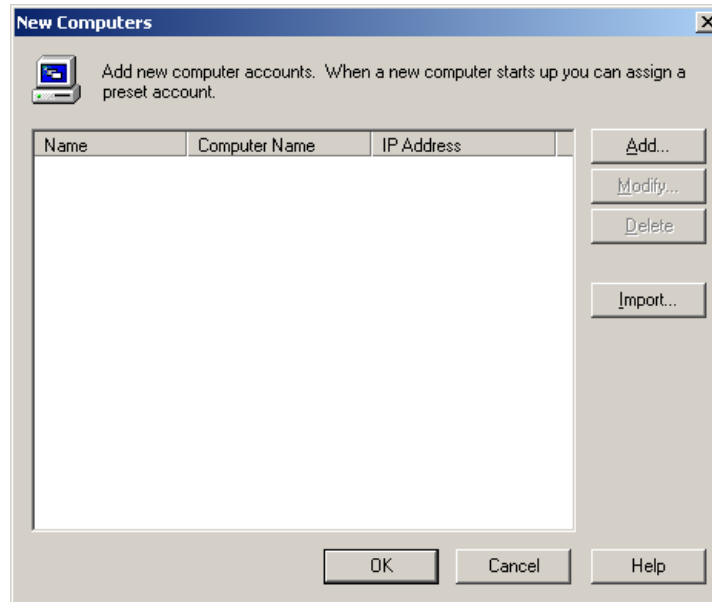 New Computers
Add new computer accounts. When a new computer starts up you can assign a
preset account.
Name Computer Name IP Address
Add...
Modify...
Delete
Import...
OK Cancel Help